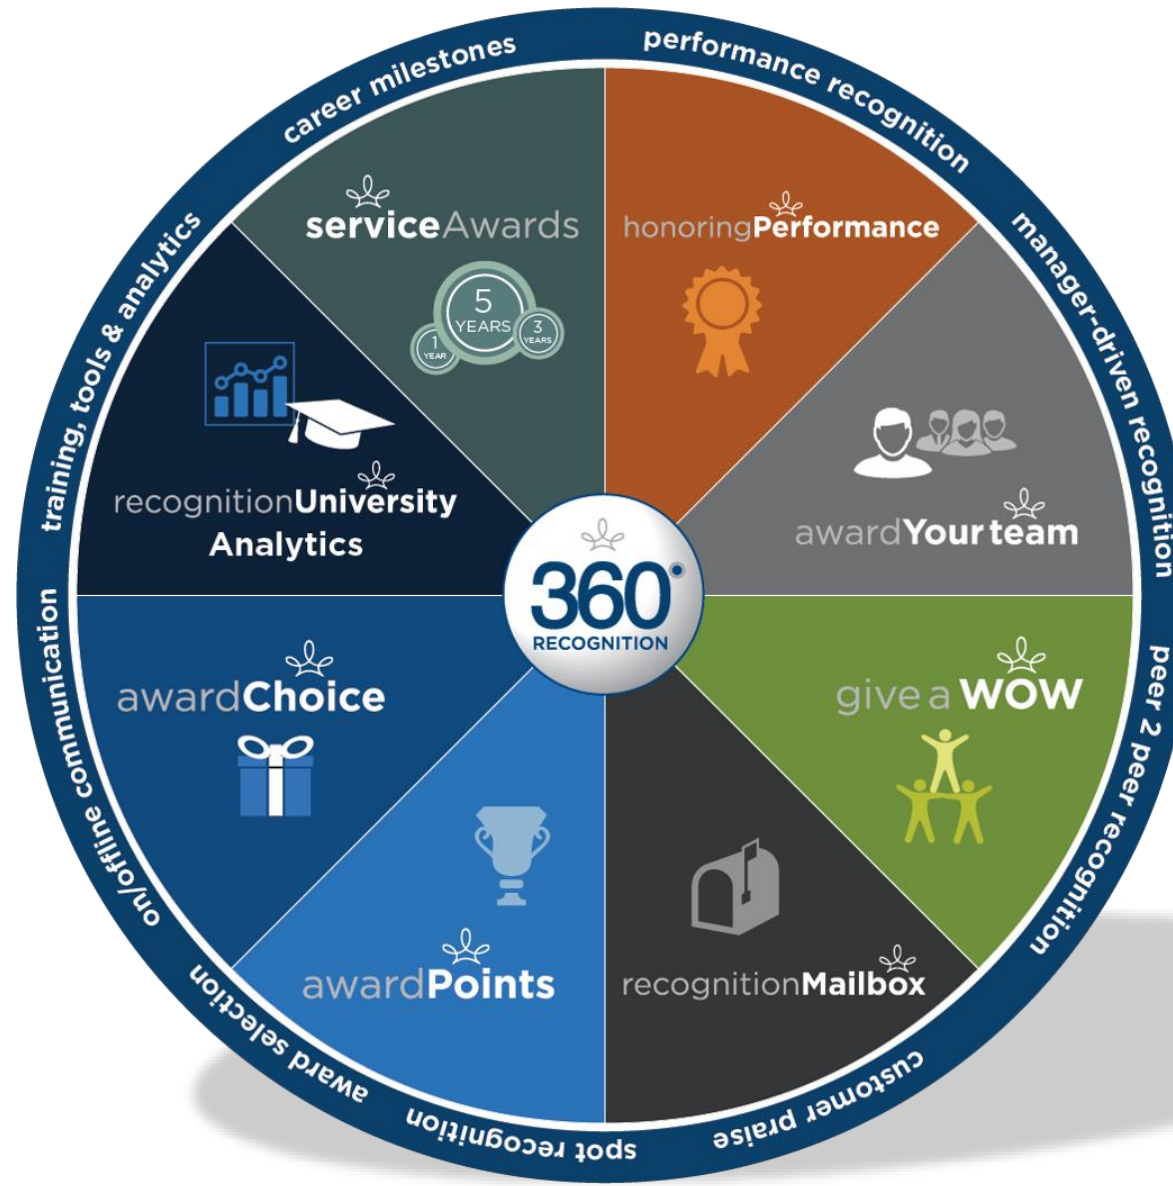 career milestones
performance recognition
manager-driven recognition
peer 2 peer recognition
customer praise
spot recognition
award selection
on/offline communication
training, tools & analytics
serviceAwards
5
YEARS
1
YEAR
3
YEARS
honoringPerformance
awardYour team
give a WOW
recognitionMailbox
awardPoints
awardChoice
recognitionUniversity
Analytics
360°
RECOGNITION